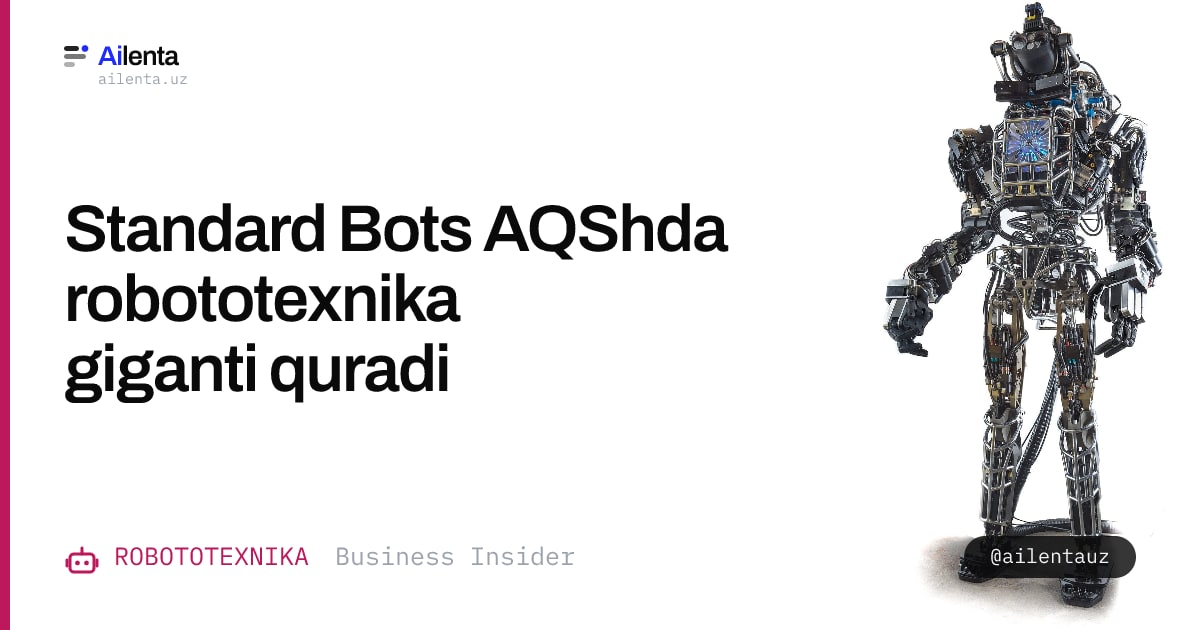 Ailenta
ailenta.uz
Standard Bots AQShda
robototexnika
giganti quradi
ROBOTOTEXNIKA Business Insider
@ailentauz